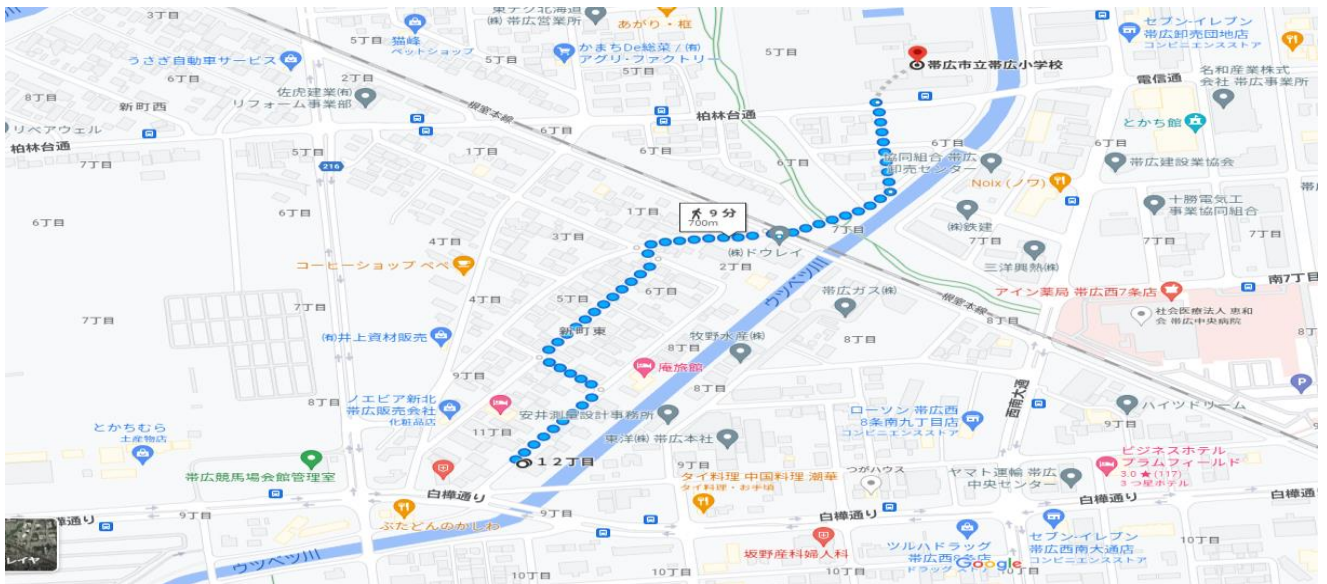 3丁目
東テン北海道
㈱ 帯広営業所
あがり・框
5丁目
猫峰
ペットショップ
うさぎ自動車サービス
かまちDe総菜 / ㈲
アグリ・ファクトリー
5丁目
5丁目
セブン-イレブン
帯広卸売団地店
コンビニエンスストア
帯広市立帯広小学校
電信通
名和産業株式
会社 帯広事業所
6丁目
2丁目
8丁目
新町西
佐虎建業㈲
リフォーム事業部
根室本線
柏林台通
6丁目
とかち館
リペアウェル
柏林台通
7丁目
6丁目
5丁目
216
1丁目
6丁目
6丁目
6丁目
協同組合 帯広
卸売センター
帯広建設業協会
Noix (ノワ)
十勝電気工
事業協同組合
6丁目
6丁目
1丁目
9 分
700m
㈱鉄建
7丁目
7丁目
7丁目
4丁目
3丁目
㈱ドウレイ
2丁目
三洋興熱㈱
コーヒーショップ ベベ
ウツベツ川
帯広ガス㈱
根室本線
アイン薬局 帯広西7条店
南7丁目
社会医療法人 恵和
会 帯広中央病院
6丁目
5丁目
4丁目
7丁目
7丁目
新町東
㈲井上資材販売
牧野水産㈱
8丁目
8丁目
8丁目
庵旅館
9丁目
8丁目
8丁目
西南大通
P
ノエビア新北
帯広販売会社
化粧品店
安井測量設計事務所
ローソン 帯広西
8条南九丁目店
コンビニエンスストア
ハイツドリーム
9丁目
とかちむら
土産物店
11丁目
東洋㈱ 帯広本社
12丁目
9丁目
ビジネスホテル
プラムフィールド
3.0 ★ (117)
3 つ星ホテル
帯広競馬場会館管理室
タイ料理 中国料理 潮華
タイ料理・お手頃
つがハウス
ヤマト運輸 帯広
中央センター
白樺通り
9丁目
ぶたどんのかしわ
9丁目
白樺通り
白樺通り
坂野産科婦人科
ツルハドラッグ
セブン-イレブン
帯広西南大通店
コンビニエンスストア
ウツベツ川
10丁目
10丁目
10丁目
10丁目
Google